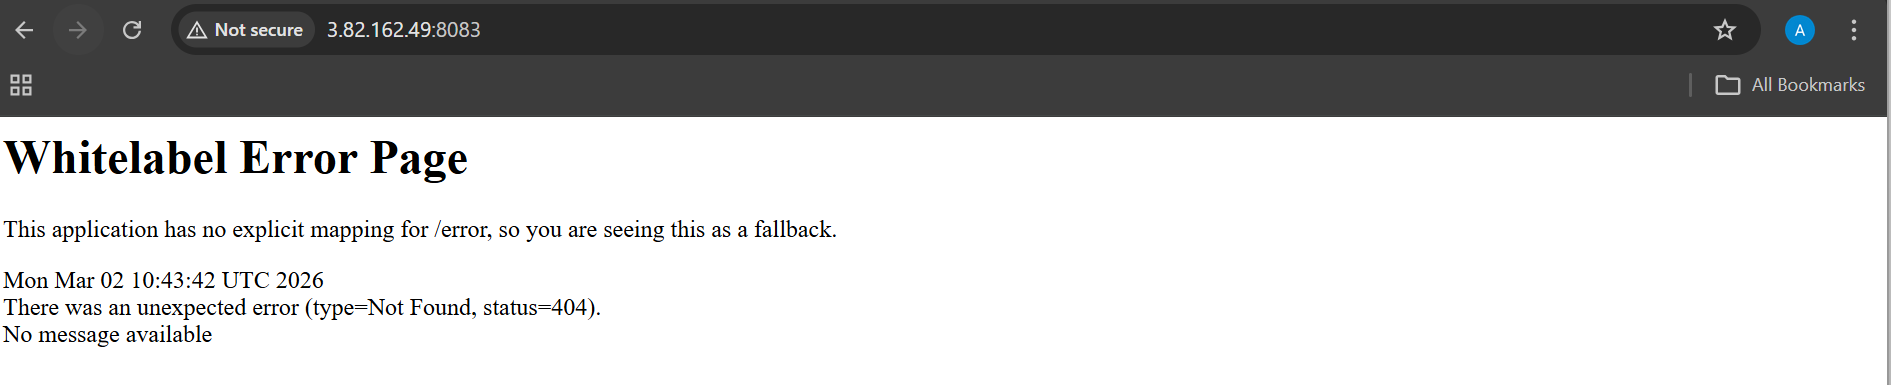 Not secure 3.82.162.49:8083
A
All Bookmarks
Whitelabel Error Page
This application has no explicit mapping for /error, so you are seeing this as a fallback.
Mon Mar 02 10:43:42 UTC 2026
There was an unexpected error (type=Not Found, status=404).
No message available